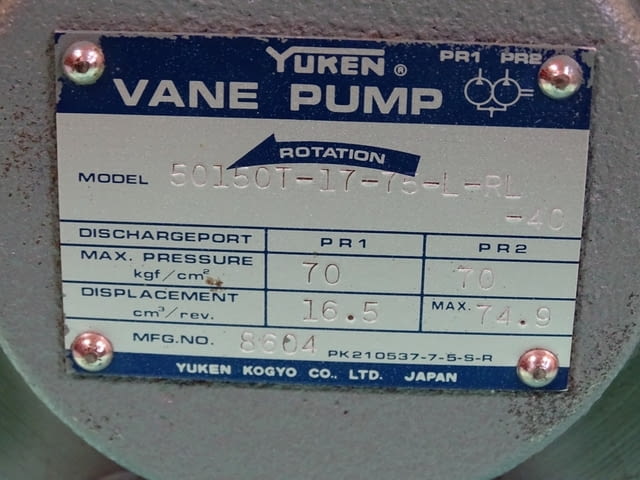 YUKEN ® PR1 PR2
VANE PUMP
ROTATION
MODEL 50150T-17-75-L-RL
-40
DISCHARGEPORT PR1 PR2
MAX. PRESSURE kgf/cm² 70 70
DISPLACEMENT cm³/rev. 16.5 MAX. 74.9
MFG.NO. 8604 PK210537-7-5-S-R
YUKEN KOGYO CO., LTD. JAPAN